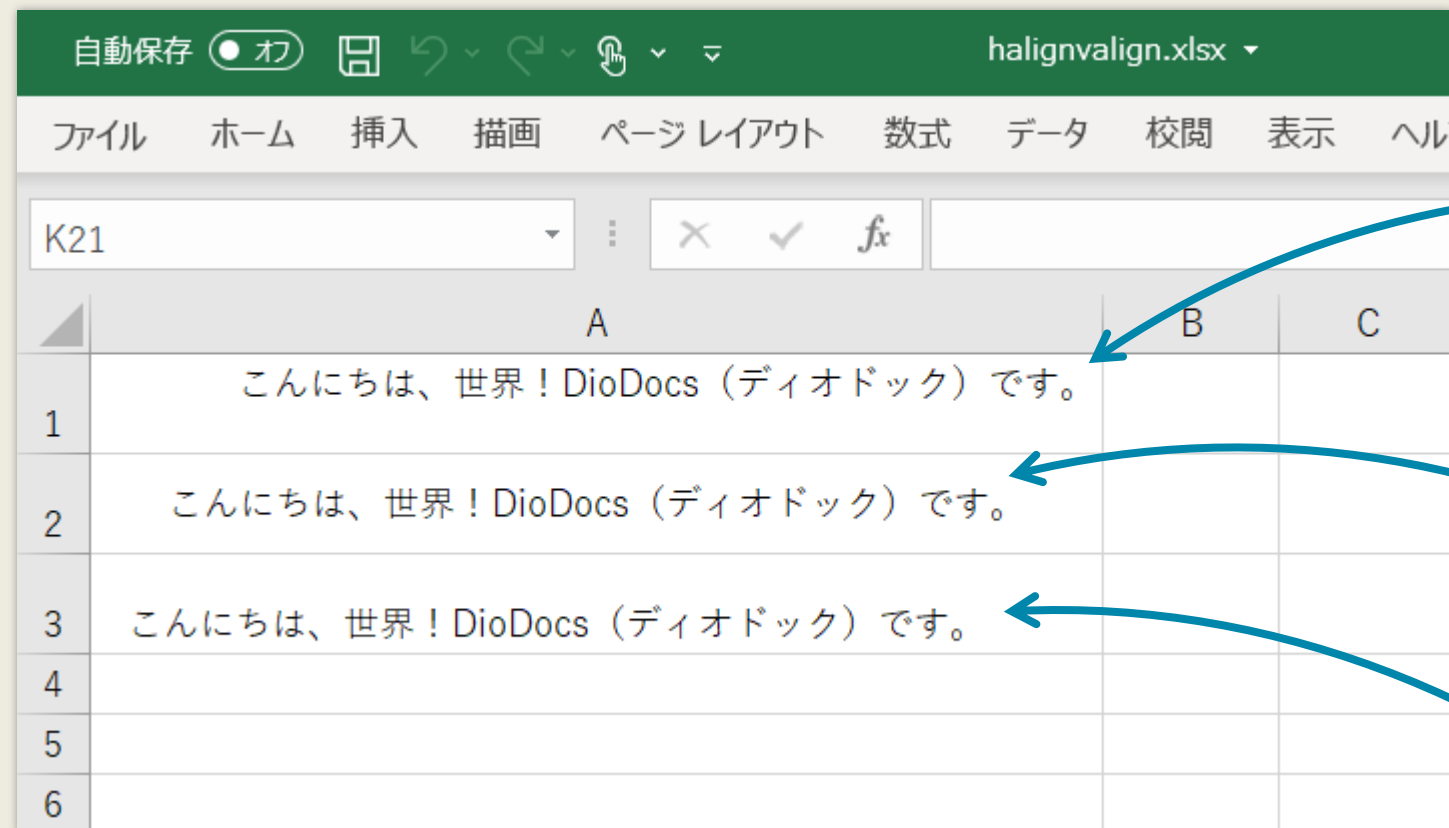 自動保存 オフ halignvalign.xlsx
ファイル ホーム 挿入 描画 ページ レイアウト 数式 データ 校閲 表示 ヘル
K21 fx
A B C
1 こんにちは、世界！DioDocs（ディオドック）です。
2 こんにちは、世界！DioDocs（ディオドック）です。
3 こんにちは、世界！DioDocs（ディオドック）です。
4
5
6